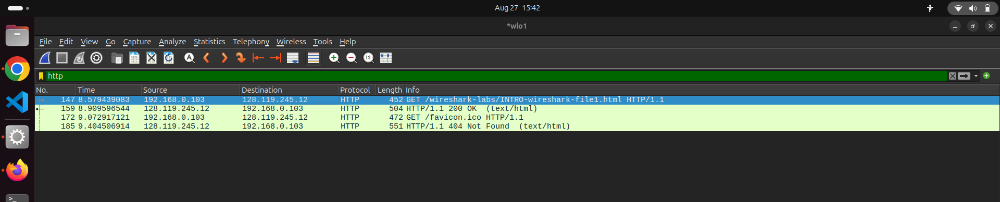 Aug 27 15:42
*wlo1
File Edit View Go Capture Analyze Statistics Telephony Wireless Tools Help
http
No. Time Source Destination Protocol Length Info
147 8.579439083 192.168.0.103 128.119.245.12 HTTP 452 GET /wireshark-labs/INTRO-wireshark-file1.html HTTP/1.1
159 8.909596544 128.119.245.12 192.168.0.103 HTTP 504 HTTP/1.1 200 OK (text/html)
172 9.072917121 192.168.0.103 128.119.245.12 HTTP 472 GET /favicon.ico HTTP/1.1
185 9.404506914 128.119.245.12 192.168.0.103 HTTP 551 HTTP/1.1 404 Not Found (text/html)